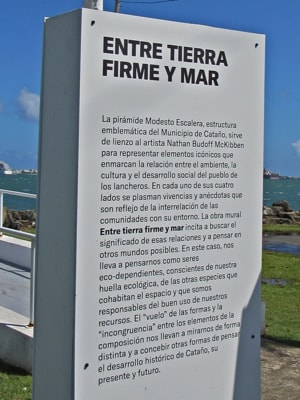 ENTRE TIERRA
FIRME Y MAR
La pirámide Modesto Escalera, estructura
emblemática del Municipio de Cataño, sirve
de lienzo al artista Nathan Budoff McKibben
para representar elementos icónicos que
enmarcan la relación entre el ambiente, la
cultura y el desarrollo social del pueblo de
los lancheros. En cada uno de sus cuatro
lados se plasman vivencias y anécdotas que
son reflejo de la interrelación de las
comunidades con su entorno. La obra mural
Entre tierra firme y mar incita a buscar el
significado de esas relaciones y a pensar en
otros mundos posibles. En este caso, nos
lleva a pensarnos como seres
eco-dependientes, conscientes de nuestra
huella ecológica, de las otras especies que
cohabitan el espacio y que somos
responsables del buen uso de nuestros
recursos. El "vuelo" de las formas y la
"incongruencia" entre los elementos de la
composición nos llevan a mirarnos de forma
distinta y a concebir otras formas de pensar
el desarrollo histórico de Cataño, su
presente y futuro.